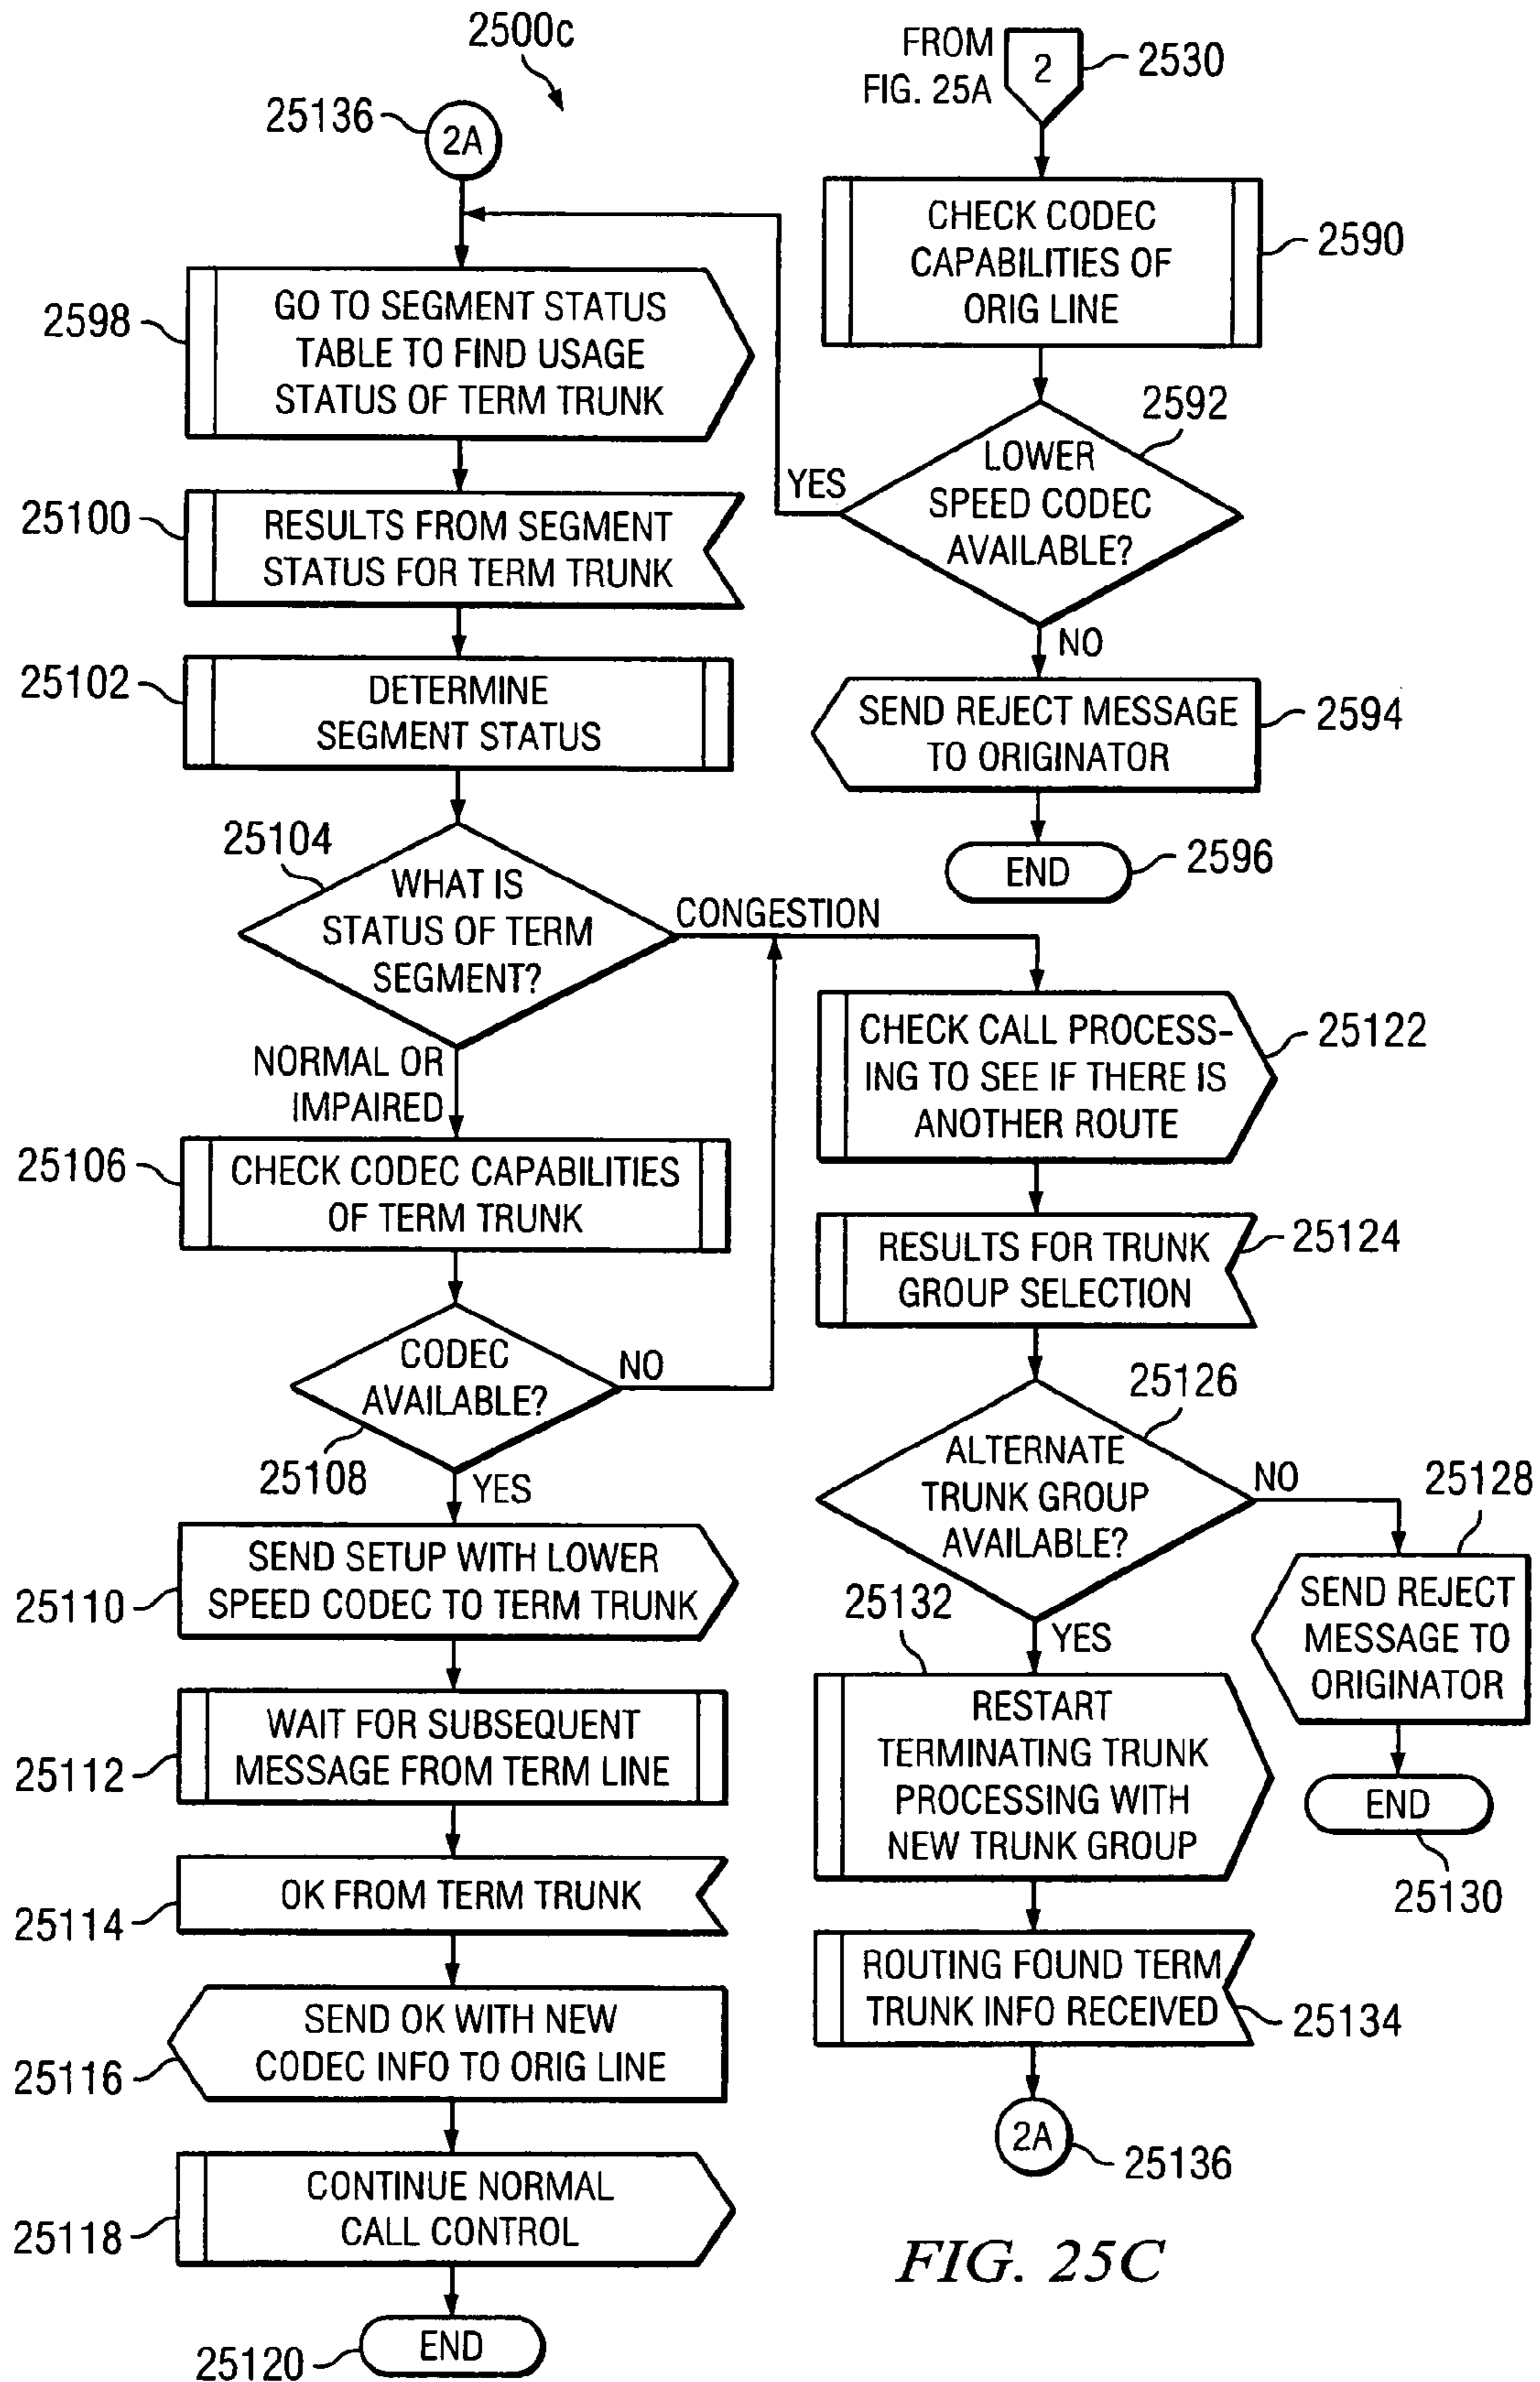 2500c
25136
2A
FROM
FIG. 25A
2
2530
CHECK CODEC
CAPABILITIES OF
ORIG LINE
2590
2598
GO TO SEGMENT STATUS
TABLE TO FIND USAGE
STATUS OF TERM TRUNK
2592
LOWER
SPEED CODEC
AVAILABLE?
YES
NO
25100
RESULTS FROM SEGMENT
STATUS FOR TERM TRUNK
25102
DETERMINE
SEGMENT STATUS
SEND REJECT MESSAGE
TO ORIGINATOR
2594
END
2596
25104
WHAT IS
STATUS OF TERM
SEGMENT?
CONGESTION
NORMAL OR
IMPAIRED
CHECK CALL PROCESS-
ING TO SEE IF THERE IS
ANOTHER ROUTE
25122
25106
CHECK CODEC CAPABILITIES
OF TERM TRUNK
RESULTS FOR TRUNK
GROUP SELECTION
25124
CODEC
AVAILABLE?
NO
25108
YES
25126
ALTERNATE
TRUNK GROUP
AVAILABLE?
NO
YES
25128
SEND REJECT
MESSAGE TO
ORIGINATOR
END
25130
25110
SEND SETUP WITH LOWER
SPEED CODEC TO TERM TRUNK
25132
RESTART
TERMINATING TRUNK
PROCESSING WITH
NEW TRUNK GROUP
25112
WAIT FOR SUBSEQUENT
MESSAGE FROM TERM LINE
25114
OK FROM TERM TRUNK
ROUTING FOUND TERM
TRUNK INFO RECEIVED
25134
25116
SEND OK WITH NEW
CODEC INFO TO ORIG LINE
2A
25136
25118
CONTINUE NORMAL
CALL CONTROL
25120
END
FIG. 25C